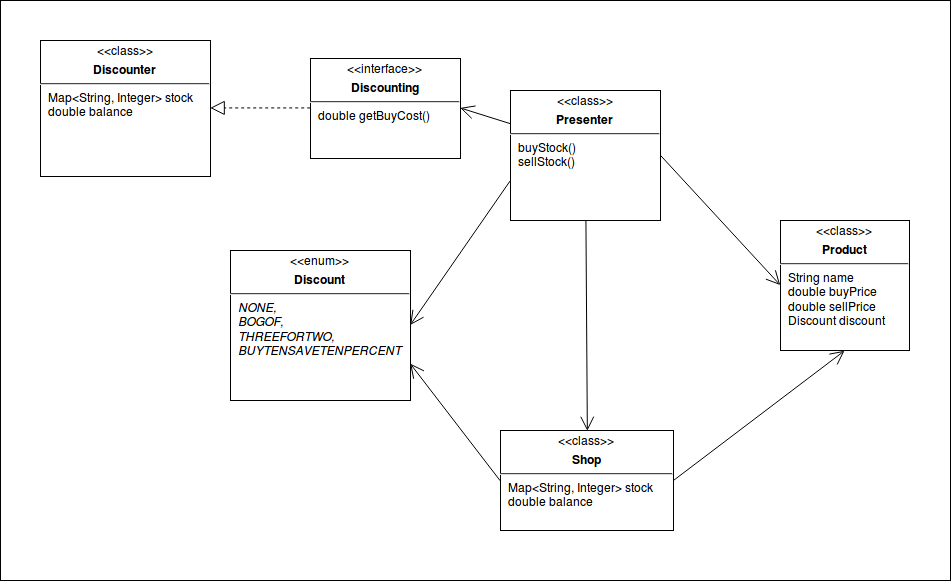 <<class>>
Discounter
Map<String, Integer> stock
double balance
<<interface>>
Discounting
double getBuyCost()
<<class>>
Presenter
buyStock()
sellStock()
<<class>>
Product
String name
double buyPrice
double sellPrice
Discount discount
<<enum>>
Discount
NONE,
BOGOF,
THREEFORTWO,
BUYTENSAVETENPERCENT
<<class>>
Shop
Map<String, Integer> stock
double balance